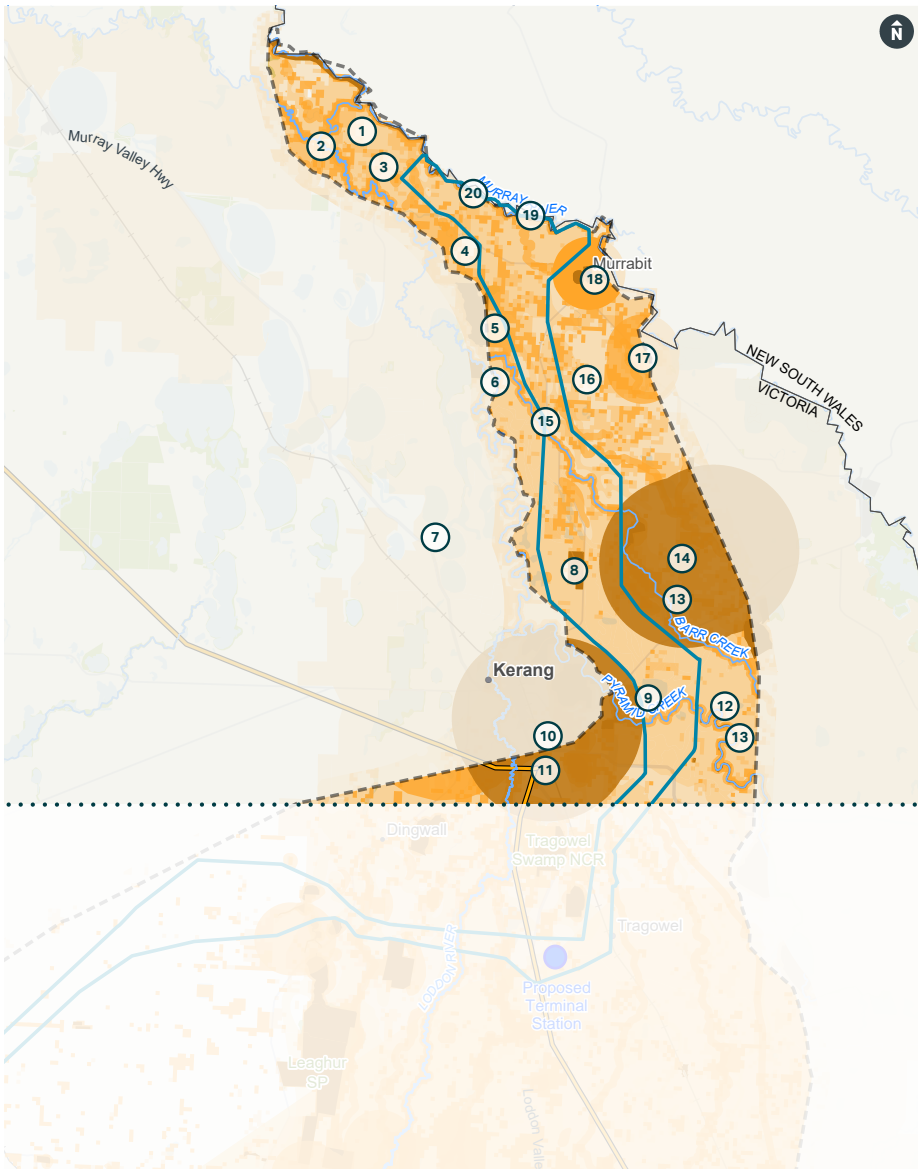 N
Murray Valley Hwy
1
2
3
MURRAY
20
19
4
Murrabit
18
5
17
NEW SOUTH WALES
VICTORIA
16
6
15
7
14
8
13
BARR CREEK
Kerang
PYRAMID CREEK
9
12
10
13
11
Dingwall
Tragowel
Swamp NCR
Tragowel
LODDON RIVER
Proposed
Terminal
Station
Leaghur
SP
Loddon Valle